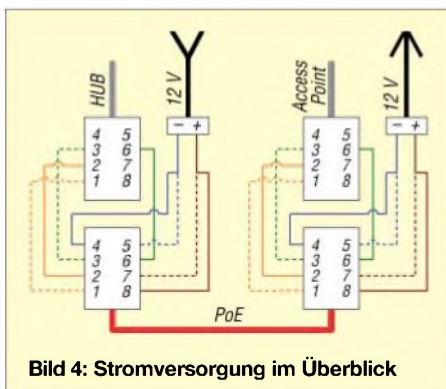 HUB 12 V Access Point 12 V
− + − +
4 5 4 5
3 6 3 6
2 7 2 7
1 8 1 8
4 5 4 5
3 6 3 6
2 7 2 7
1 8 1 8
PoE
Bild 4: Stromversorgung im Überblick